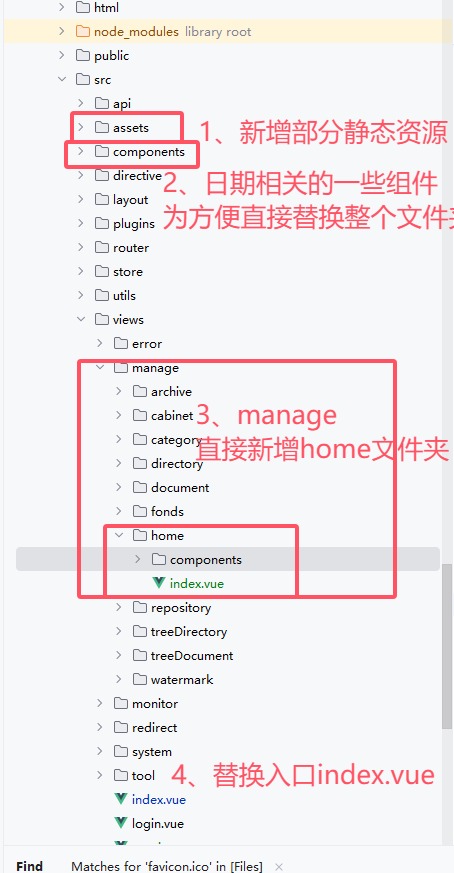 html
node_modules library root
public
src
api
assets
1、新增部分静态资源
components
directive
2、日期相关的一些组件
layout
为方便直接替换整个文件夹
plugins
router
store
utils
views
error
manage
archive
cabinet
3、manage
category
直接新增home文件夹
directory
document
fonds
home
components
index.vue
repository
treeDirectory
treeDocument
watermark
monitor
redirect
system
tool
4、替换入口index.vue
index.vue
login.vue
Find Matches for 'favicon.ico' in [Files] ×